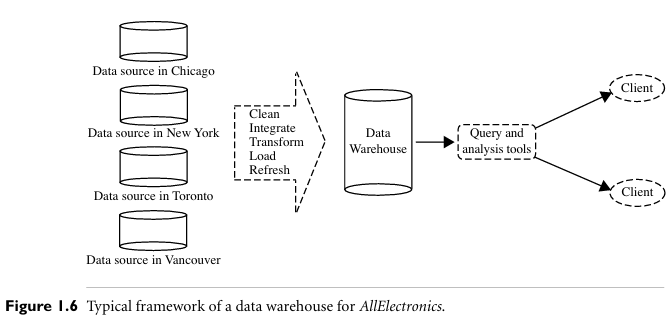 Data source in Chicago
Data source in New York
Data source in Toronto
Data source in Vancouver
Clean
Integrate
Transform
Load
Refresh
Data
Warehouse
Query and
analysis tools
Client
Client
Figure 1.6 Typical framework of a data warehouse for AllElectronics.